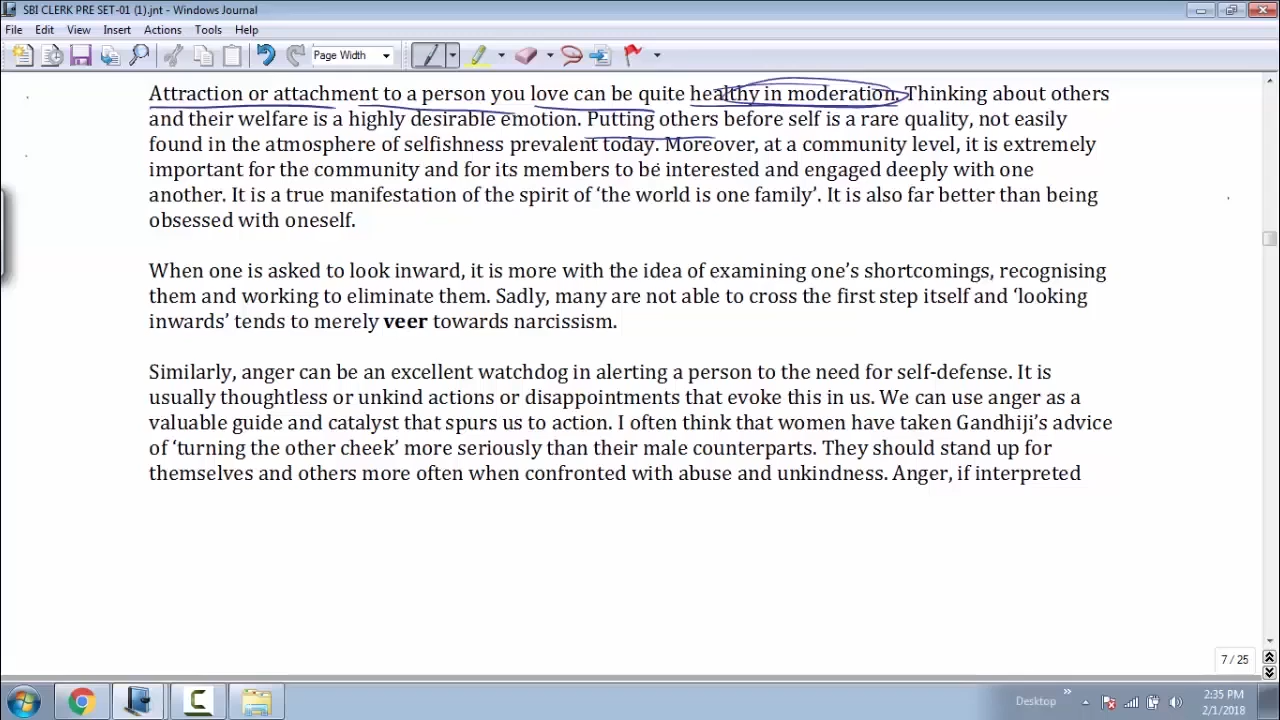 SBI CLERK PRE SET-01 (1).jnt - Windows Journal
File Edit View Insert Actions Tools Help
Page Width
Attraction or attachment to a person you love can be quite healthy in moderation. Thinking about others
and their welfare is a highly desirable emotion. Putting others before self is a rare quality, not easily
found in the atmosphere of selfishness prevalent today. Moreover, at a community level, it is extremely
important for the community and for its members to be interested and engaged deeply with one
another. It is a true manifestation of the spirit of ‘the world is one family’. It is also far better than being
obsessed with oneself.
When one is asked to look inward, it is more with the idea of examining one’s shortcomings, recognising
them and working to eliminate them. Sadly, many are not able to cross the first step itself and ‘looking
inwards’ tends to merely veer towards narcissism.
Similarly, anger can be an excellent watchdog in alerting a person to the need for self-defense. It is
usually thoughtless or unkind actions or disappointments that evoke this in us. We can use anger as a
valuable guide and catalyst that spurs us to action. I often think that women have taken Gandhiji’s advice
of ‘turning the other cheek’ more seriously than their male counterparts. They should stand up for
themselves and others more often when confronted with abuse and unkindness. Anger, if interpreted
7 / 25
Desktop
2:35 PM
2/1/2018